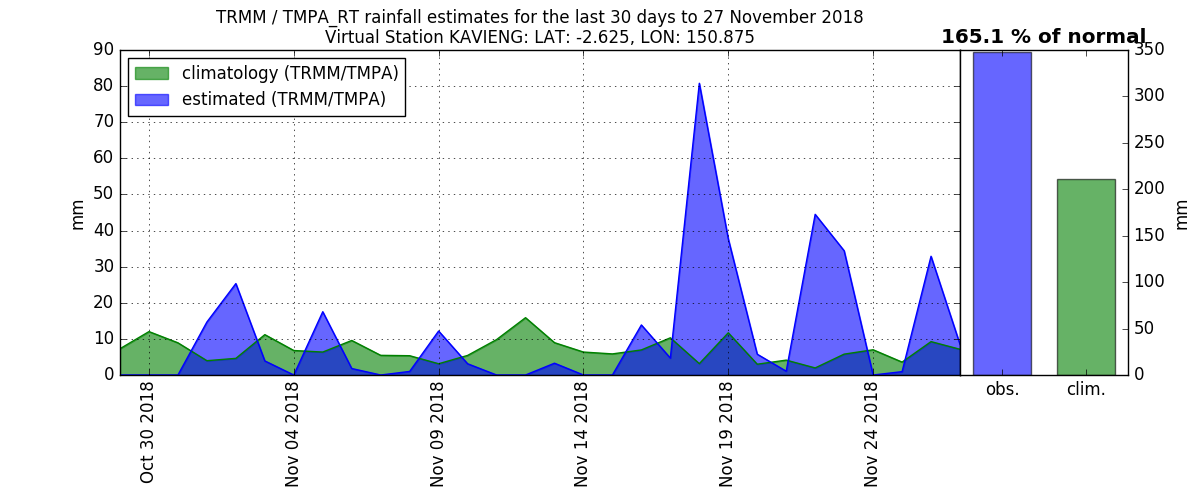 TRMM / TMPA_RT rainfall estimates for the last 30 days to 27 November 2018
Virtual Station KAVIENG: LAT: -2.625, LON: 150.875
165.1 % of normal
climatology (TRMM/TMPA)
estimated (TRMM/TMPA)
90
80
70
60
50
40
30
20
10
0
mm
Oct 30 2018
Nov 04 2018
Nov 09 2018
Nov 14 2018
Nov 19 2018
Nov 24 2018
obs.
clim.
350
300
250
200
150
100
50
0
mm